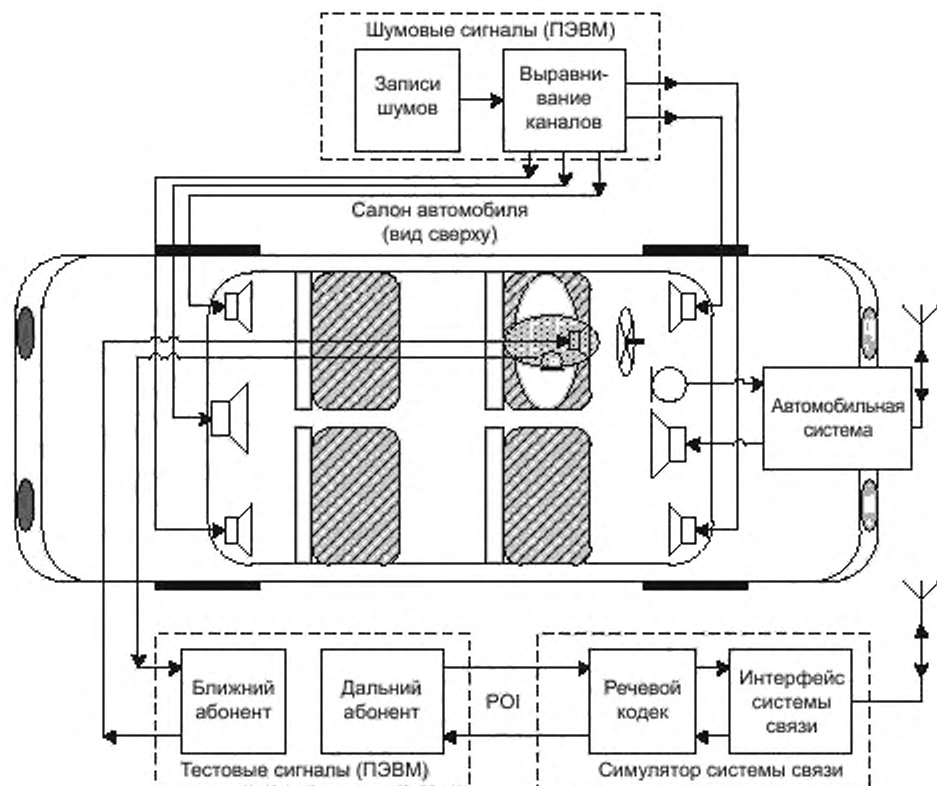 Шумовые сигналы (ПЭВМ)
Записи
шумов
Выравни-
вание
каналов
Салон автомобиля
(вид сверху)
Автомобильная
система
Ближний
абонент
Дальний
абонент
POI
Речевой
кодек
Интерфейс
системы
связи
Тестовые сигналы (ПЭВМ)
Симулятор системы связи